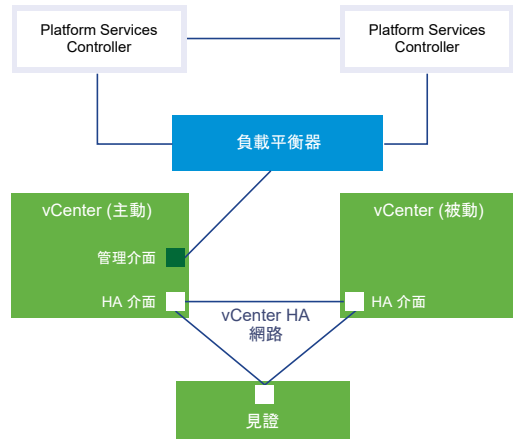 Platform Services
Controller
Platform Services
Controller
負載平衡器
vCenter (主動)
vCenter (被動)
管理介面
HA 介面
HA 介面
vCenter HA
網路
見證